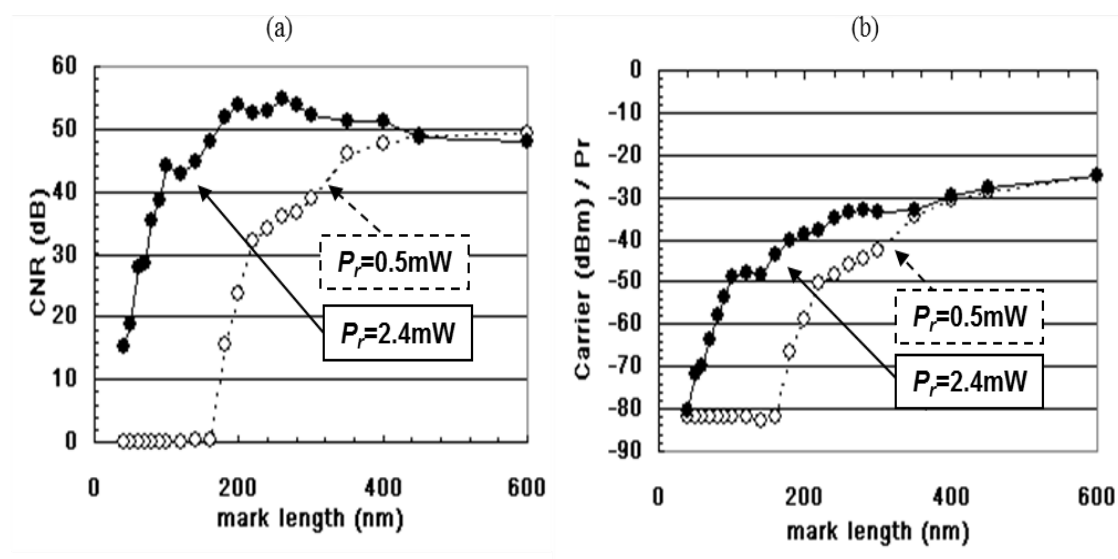 (a)
60
50
40
30
20
10
0
CNR (dB)
Pr=0.5mW
Pr=2.4mW
0 200 400 600
mark length (nm)
(b)
0
-10
-20
-30
-40
-50
-60
-70
-80
-90
Carrier (dBm) / Pr
Pr=0.5mW
Pr=2.4mW
0 200 400 600
mark length (nm)